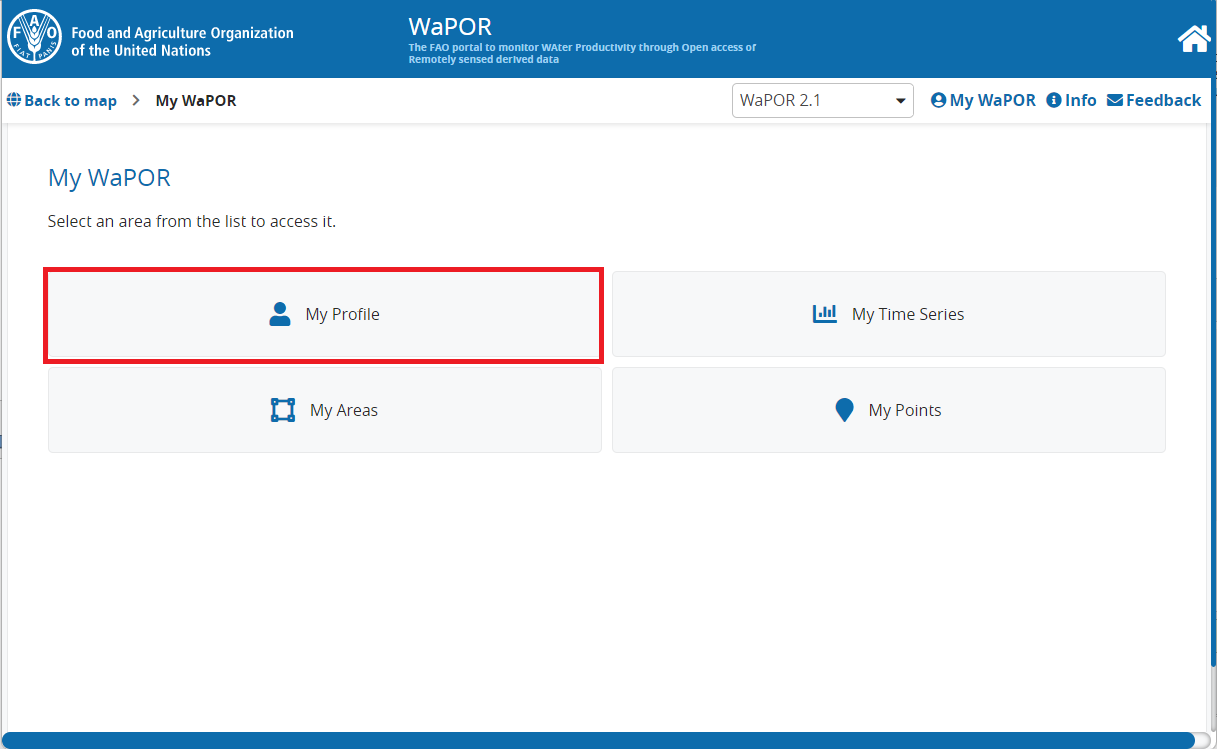 FAO
FIAT PANIS
Food and Agriculture Organization
of the United Nations
WaPOR
The FAO portal to monitor WAter Productivity through Open access of
Remotely sensed derived data
Back to map > My WaPOR
WaPOR 2.1
My WaPOR
Info
Feedback
My WaPOR
Select an area from the list to access it.
My Profile
My Time Series
My Areas
My Points